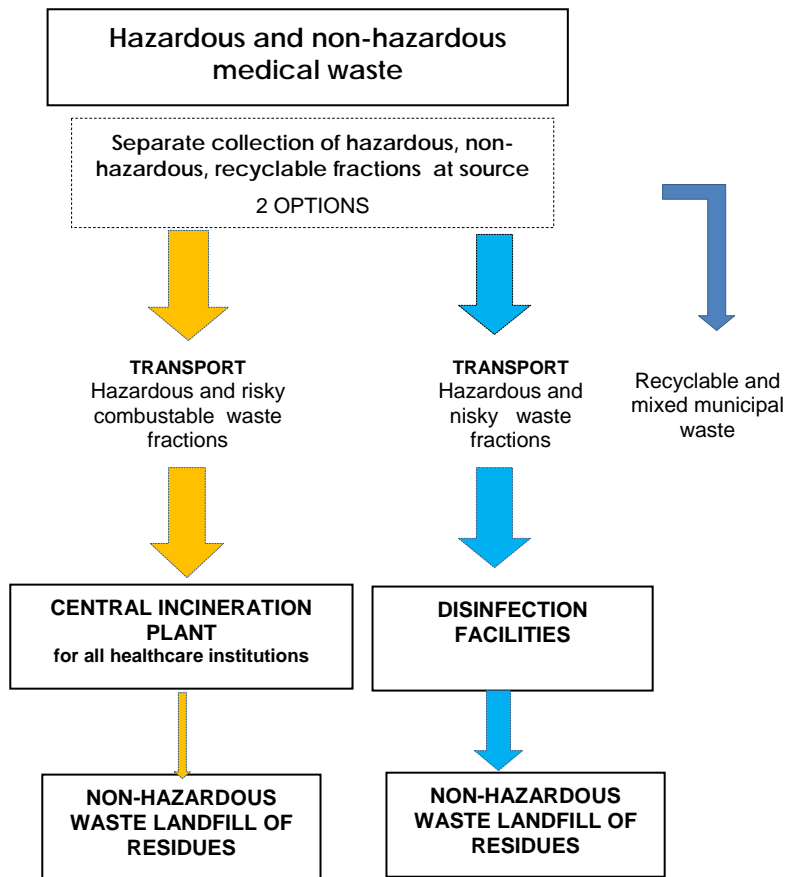 Hazardous and non-hazardous
medical waste
Separate collection of hazardous, non-
hazardous, recyclable fractions at source
2 OPTIONS
TRANSPORT
Hazardous and risky
combustable waste
fractions
TRANSPORT
Hazardous and
nisky waste
fractions
Recyclable and
mixed municipal
waste
CENTRAL INCINERATION
PLANT
for all healthcare institutions
DISINFECTION
FACILITIES
NON-HAZARDOUS
WASTE LANDFILL OF
RESIDUES
NON-HAZARDOUS
WASTE LANDFILL OF
RESIDUES